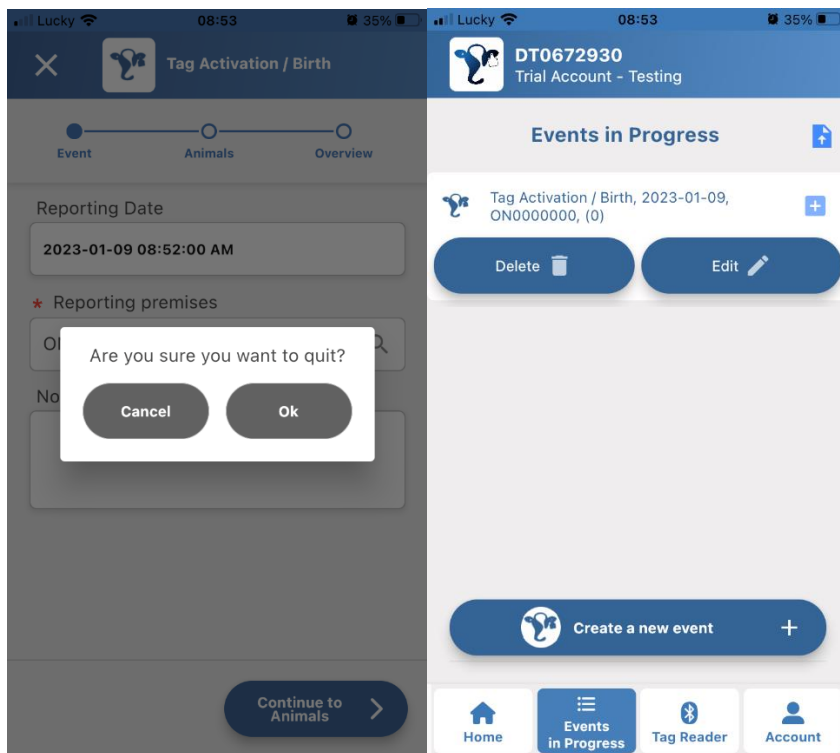 Lucky 08:53 35%
Tag Activation / Birth
Event Animals Overview
Reporting Date
2023-01-09 08:52:00 AM
* Reporting premises
Are you sure you want to quit?
Cancel Ok
Continue to
Animals
Lucky 08:53 35%
DT0672930
Trial Account - Testing
Events in Progress
Tag Activation / Birth, 2023-01-09,
ON0000000, (0)
Delete Edit
Create a new event +
Home Events
in Progress Tag Reader Account